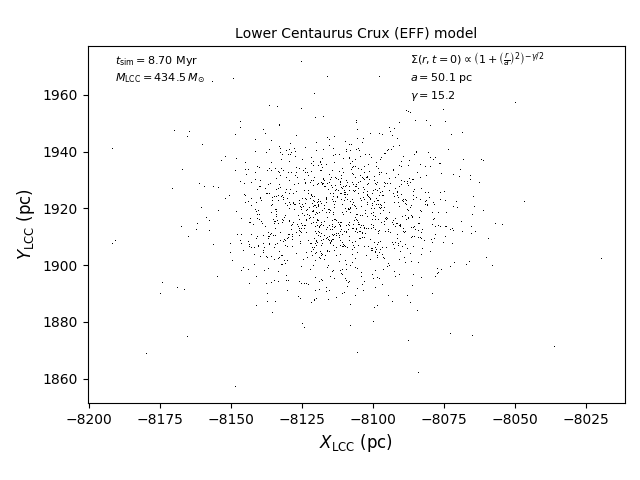 Lower Centaurus Crux (EFF) model
t_sim = 8.70 Myr
M_LCC = 434.5 M_⊙
Σ(r, t = 0) ∝ (1 + (r/a)²)^(−γ/2)
a = 50.1 pc
γ = 15.2
Y_LCC (pc)
1960
1940
1920
1900
1880
1860
−8200 −8175 −8150 −8125 −8100 −8075 −8050 −8025
X_LCC (pc)